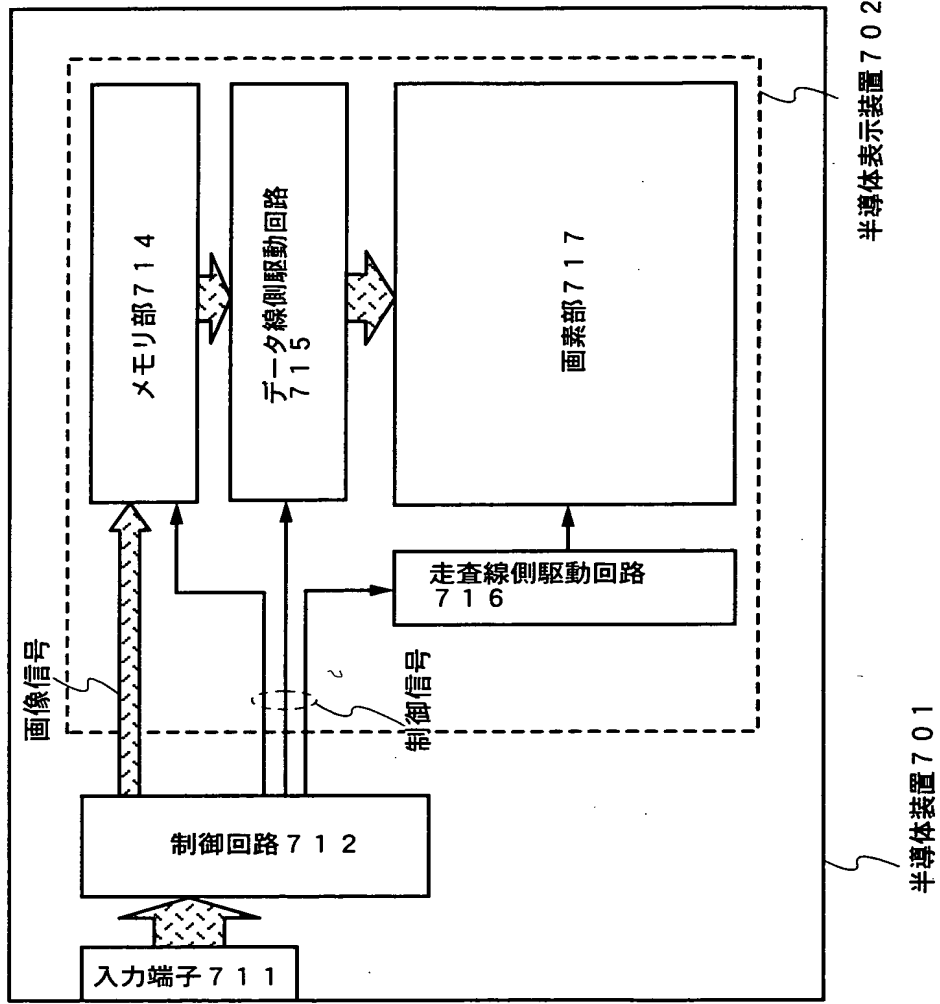 メモリ部714
データ線側駆動回路
715
画素部717
走査線側駆動回路
716
画像信号
制御信号
制御回路712
入力端子711
半導体表示装置702
半導体装置701